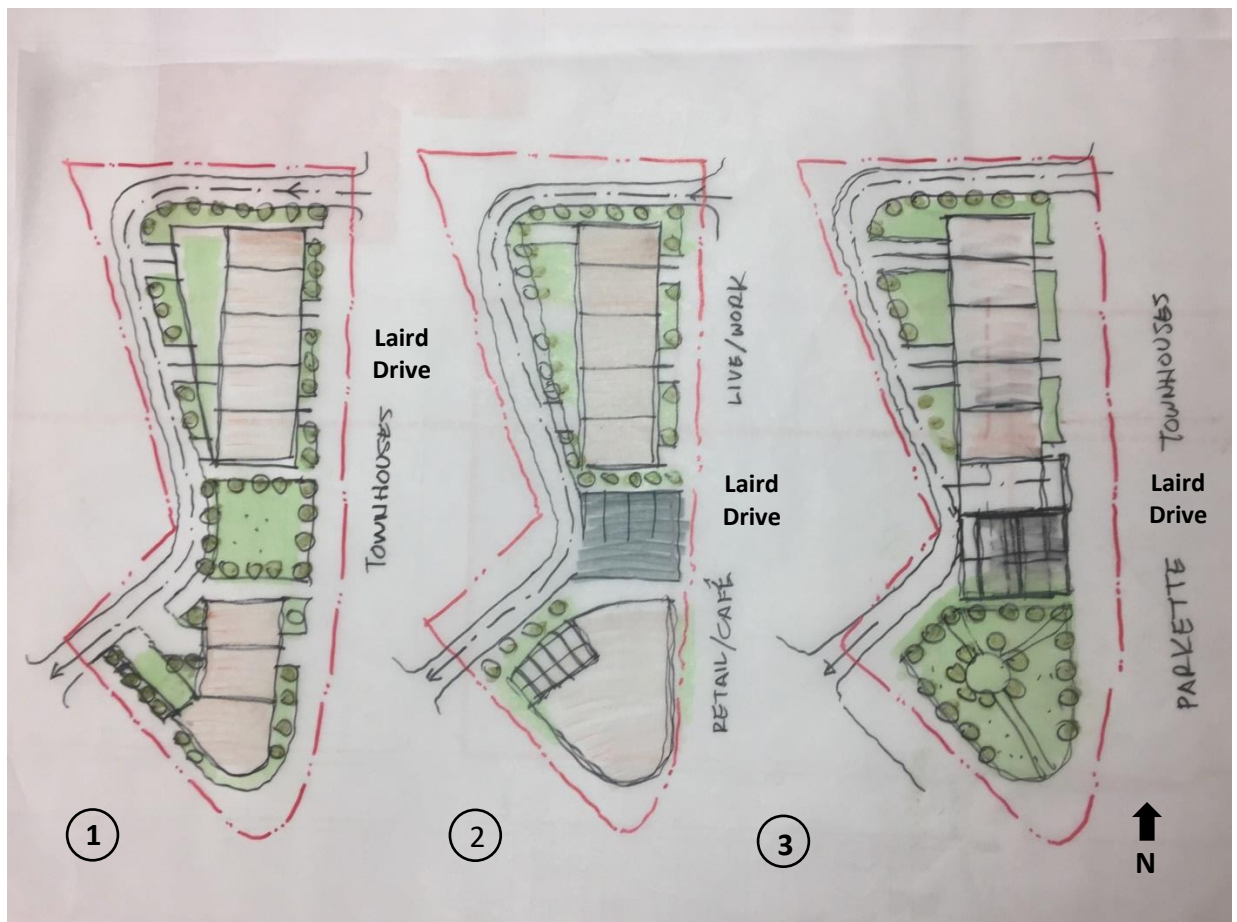 Laird
Drive
TOWNHOUSES
1
LIVE/WORK
Laird
Drive
RETAIL/CAFÉ
2
TOWNHOUSES
Laird
Drive
PARKETTE
3
N